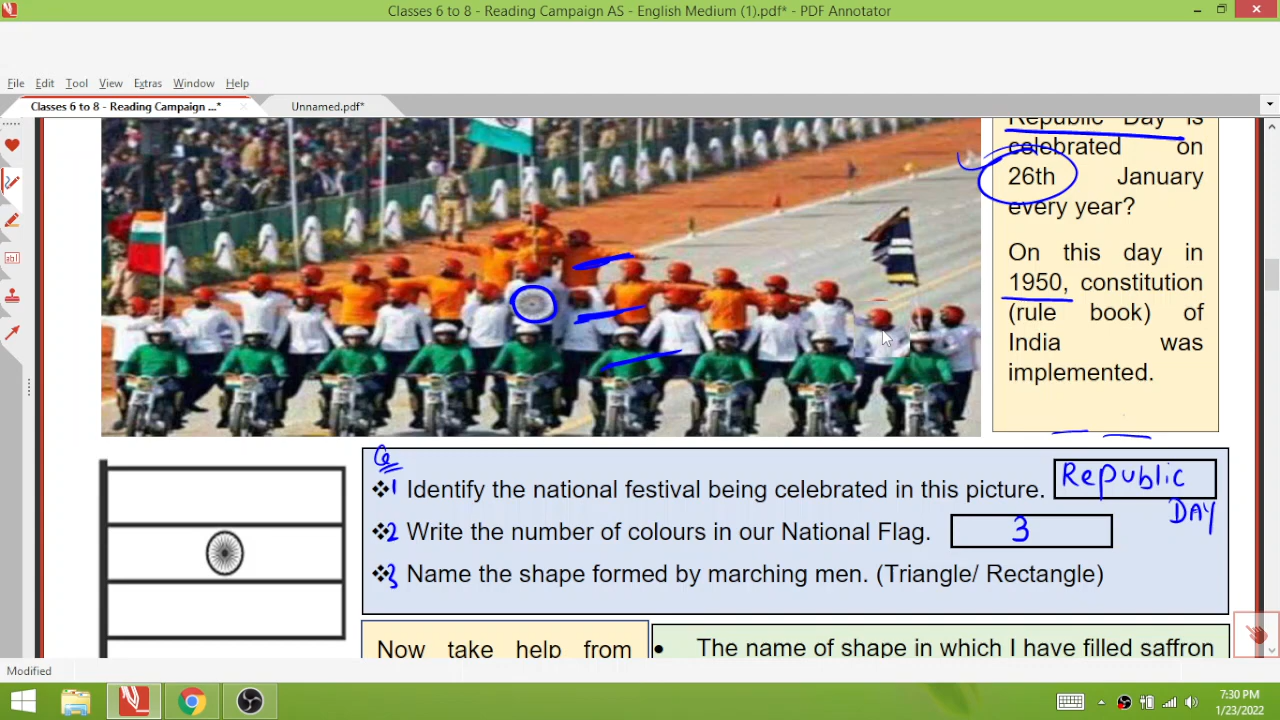 Classes 6 to 8 - Reading Campaign AS - English Medium (1).pdf* - PDF Annotator
File Edit Tool View Extras Window Help
Classes 6 to 8 - Reading Campaign ...* Unnamed.pdf*
Republic Day is
celebrated on
26th January
every year?
On this day in
1950, constitution
(rule book) of
India was
implemented.
Q
1 Identify the national festival being celebrated in this picture. Republic
DAY
2 Write the number of colours in our National Flag. 3
3 Name the shape formed by marching men. (Triangle/ Rectangle)
Now take help from
• The name of shape in which I have filled saffron
Modified
7:30 PM
1/23/2022